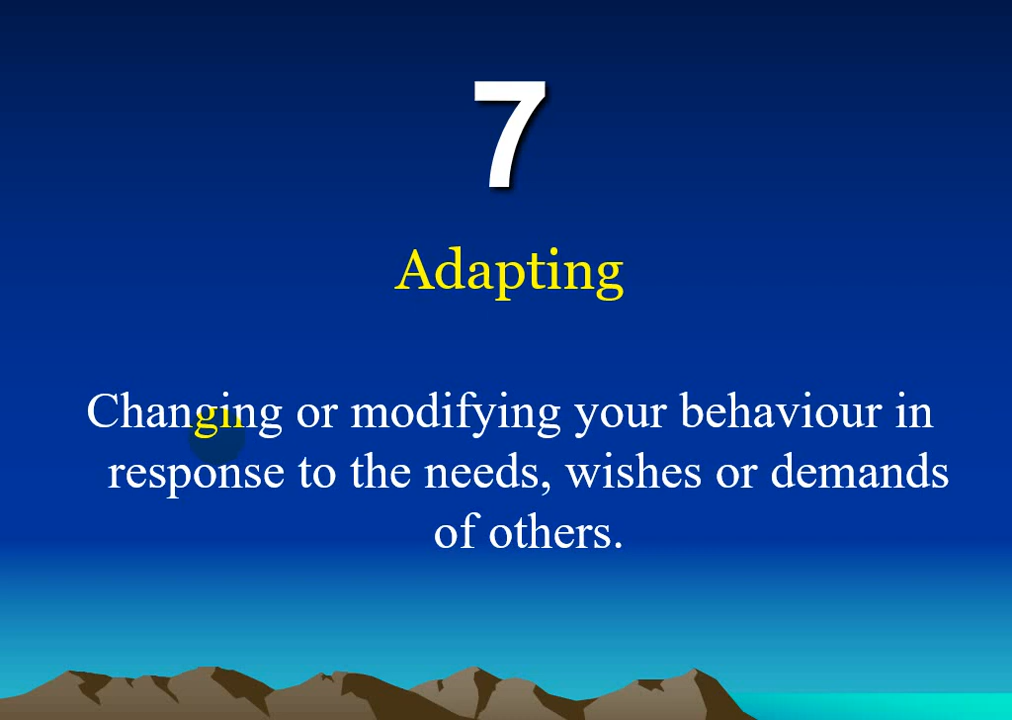 7
Adapting
Changing or modifying your behaviour in
response to the needs, wishes or demands
of others.